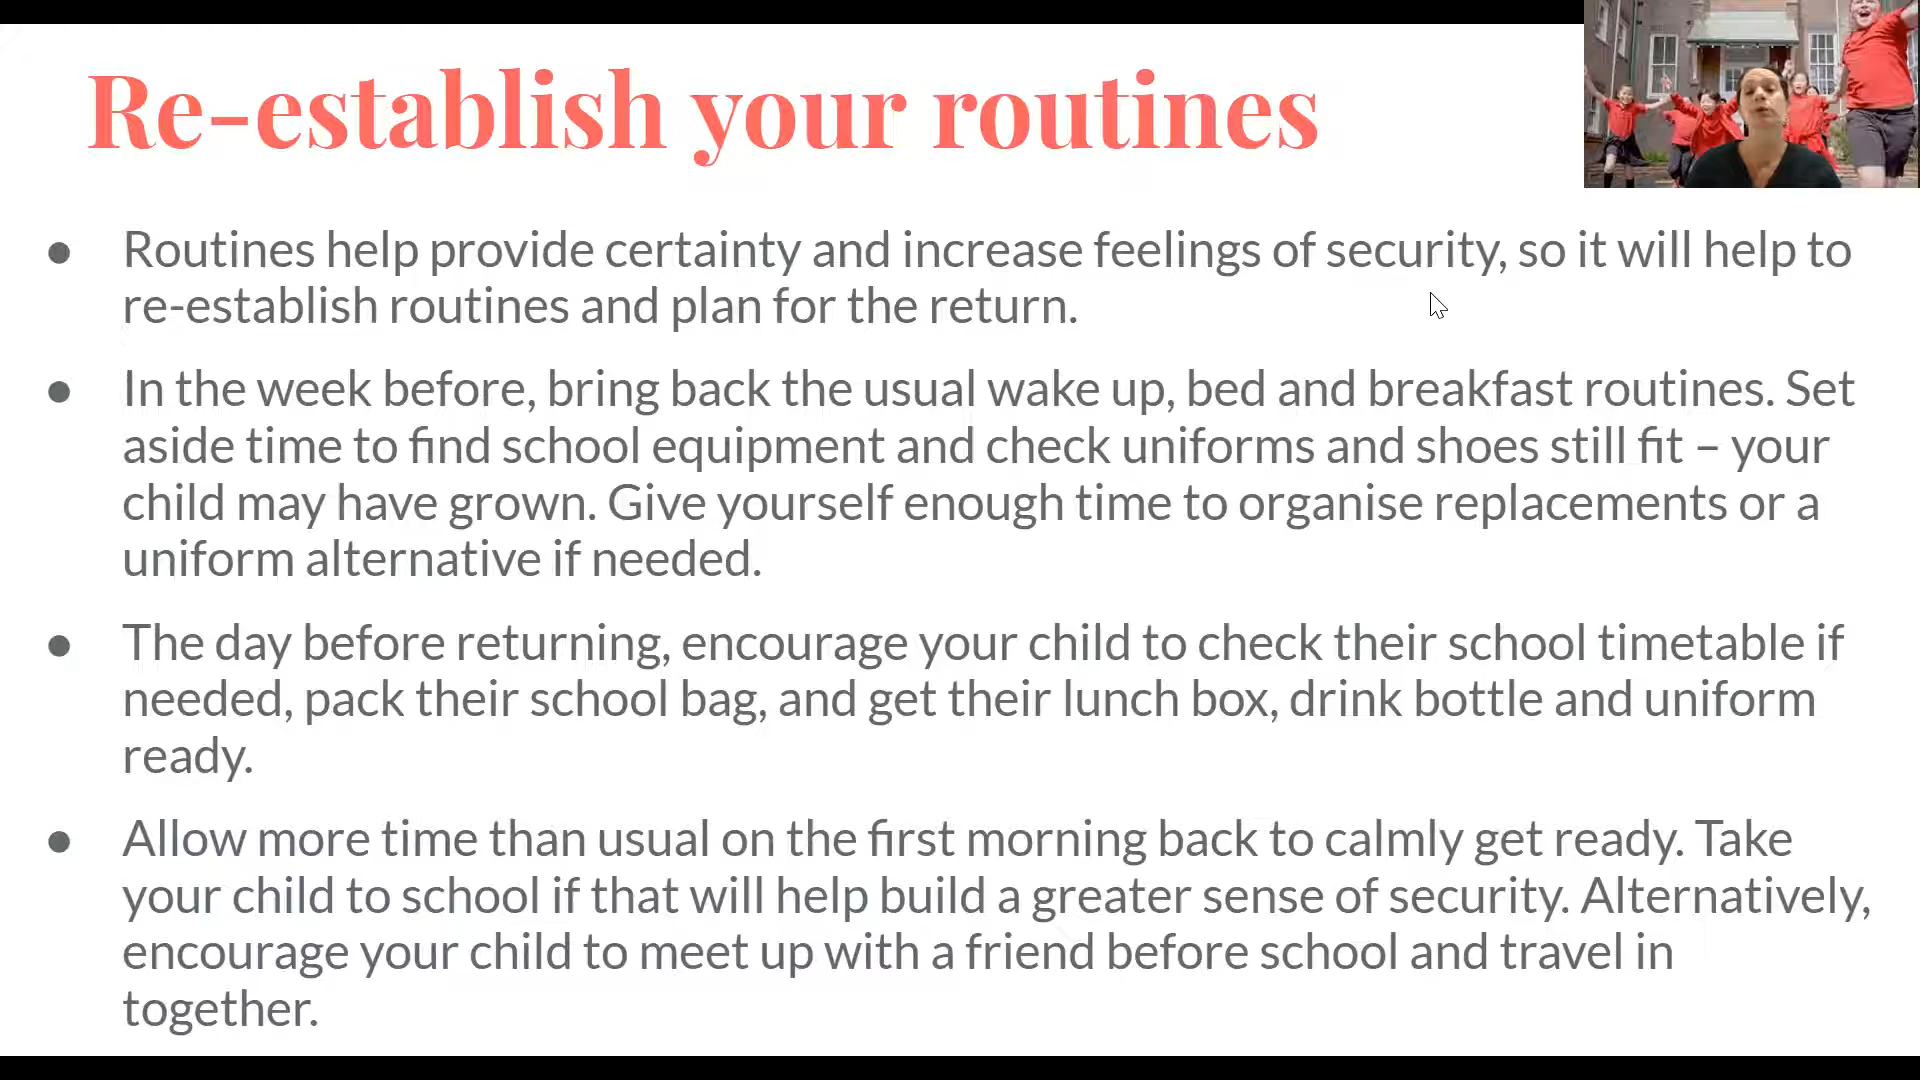 Re-establish your routines
● Routines help provide certainty and increase feelings of security, so it will help to
re-establish routines and plan for the return.
● In the week before, bring back the usual wake up, bed and breakfast routines. Set
aside time to find school equipment and check uniforms and shoes still fit – your
child may have grown. Give yourself enough time to organise replacements or a
uniform alternative if needed.
● The day before returning, encourage your child to check their school timetable if
needed, pack their school bag, and get their lunch box, drink bottle and uniform
ready.
● Allow more time than usual on the first morning back to calmly get ready. Take
your child to school if that will help build a greater sense of security. Alternatively,
encourage your child to meet up with a friend before school and travel in
together.